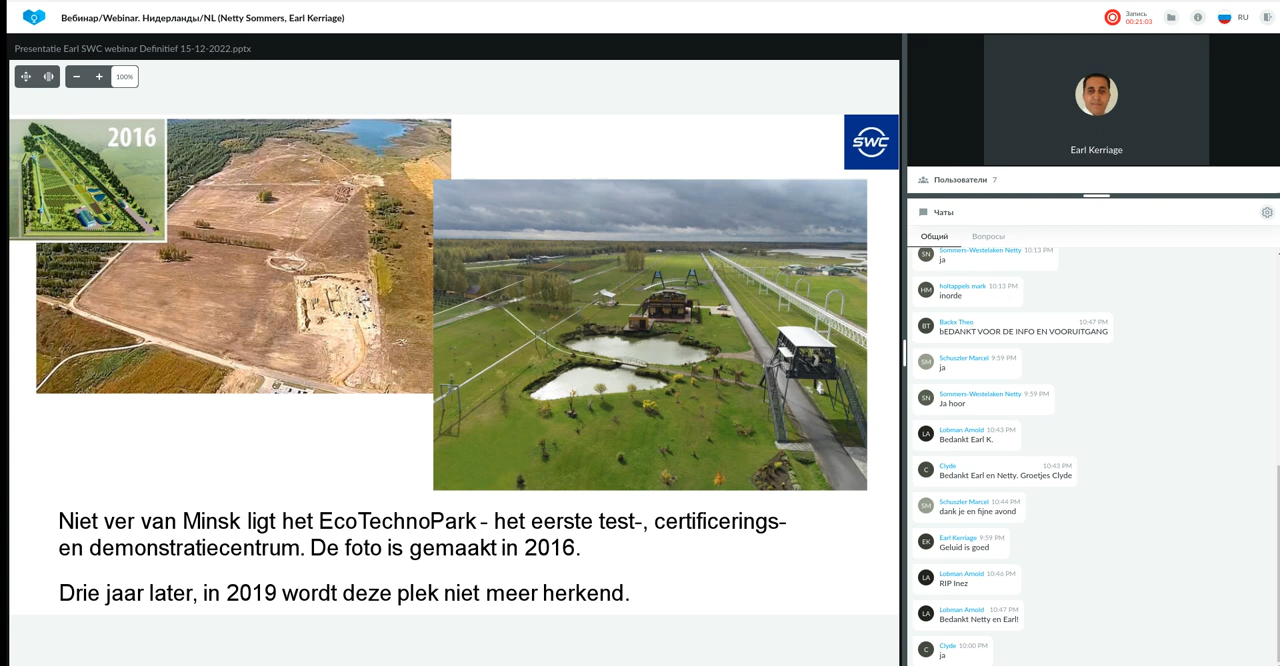 Вебинар/Webinar. Нидерланды/NL (Netty Sommers, Earl Kerriage)
Запись
00:21:03
RU
Presentatie Earl SWC webinar Definitief 15-12-2022.pptx
100%
2016
SWC
Niet ver van Minsk ligt het EcoTechnoPark - het eerste test-, certificerings-
en demonstratiecentrum. De foto is gemaakt in 2016.
Drie jaar later, in 2019 wordt deze plek niet meer herkend.
Earl Kerriage
Пользователи 7
Чаты
Общий Вопросы
SN Sommers-Westelaken Netty 10:13 PM
ja
HM holtappels mark 10:13 PM
inorde
BT Backx Theo 10:47 PM
bEDANKT VOOR DE INFO EN VOORUITGANG
SM Schuszler Marcel 9:59 PM
ja
SN Sommers-Westelaken Netty 9:59 PM
Ja hoor
LA Lobman Arnold 10:43 PM
Bedankt Earl K.
C Clyde 10:43 PM
Bedankt Earl en Netty. Groetjes Clyde
SM Schuszler Marcel 10:44 PM
dank je en fijne avond
EK Earl Kerriage 9:59 PM
Geluid is goed
LA Lobman Arnold 10:46 PM
RIP Inez
LA Lobman Arnold 10:47 PM
Bedankt Netty en Earl!
C Clyde 10:00 PM
ja